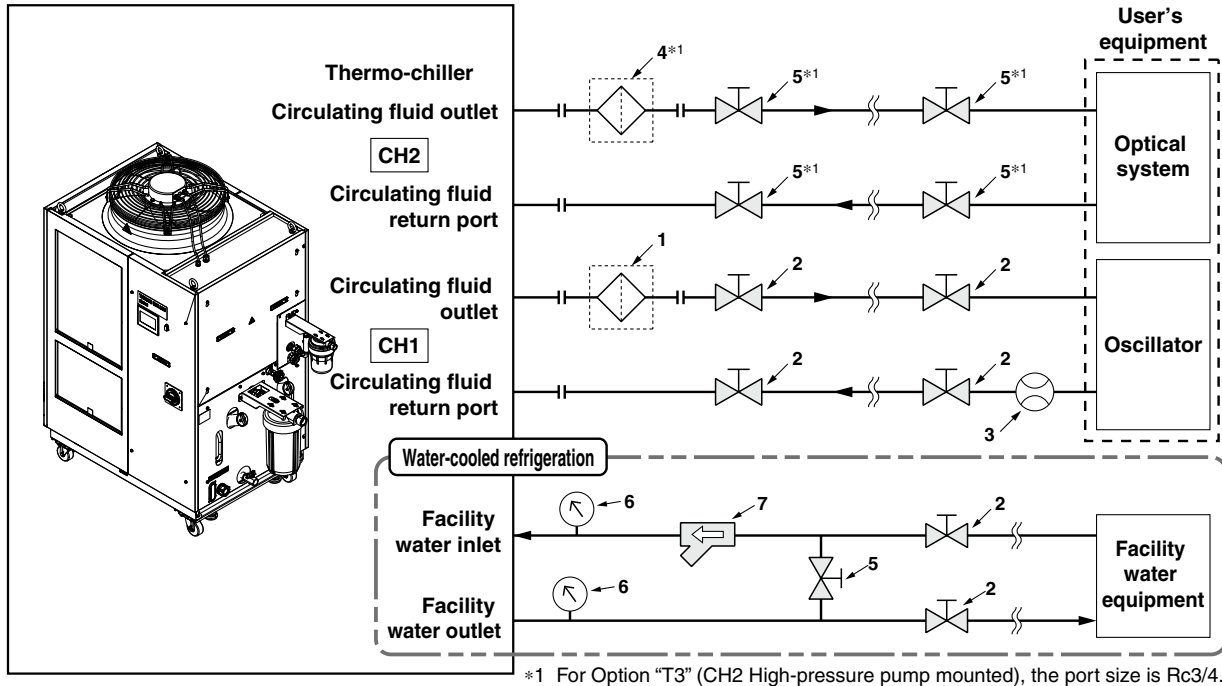 User's
equipment
Thermo-chiller
4*1
5*1
5*1
Circulating fluid outlet
CH2
Optical
system
5*1
5*1
Circulating fluid
return port
1
2
2
Circulating fluid
outlet
CH1
Oscillator
2
2
Circulating fluid
return port
3
Water-cooled refrigeration
6
7
2
Facility
water inlet
5
Facility
water
equipment
6
2
Facility
water outlet
*1 For Option “T3” (CH2 High-pressure pump mounted), the port size is Rc3/4.